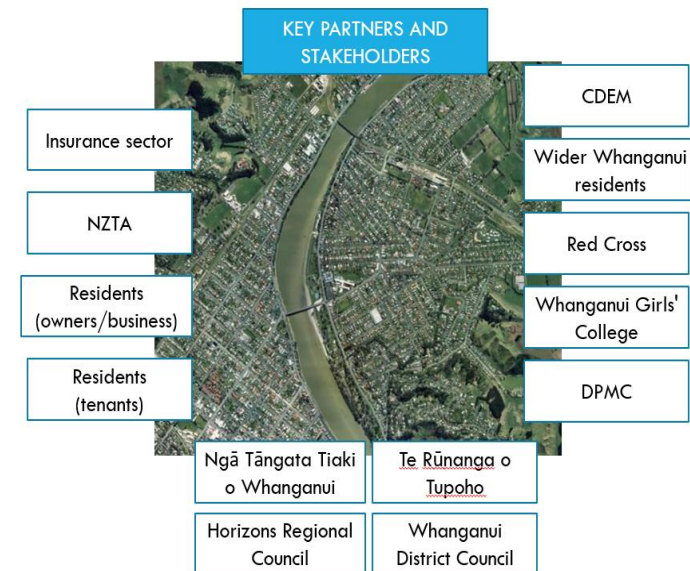 KEY PARTNERS AND
STAKEHOLDERS
Insurance sector
NZTA
Residents
(owners/business)
Residents
(tenants)
CDEM
Wider Whanganui
residents
Red Cross
Whanganui Girls'
College
DPMC
Ngā Tāngata Tiaki
o Whanganui
Te Rūnanga o
Tupoho
Horizons Regional
Council
Whanganui
District Council